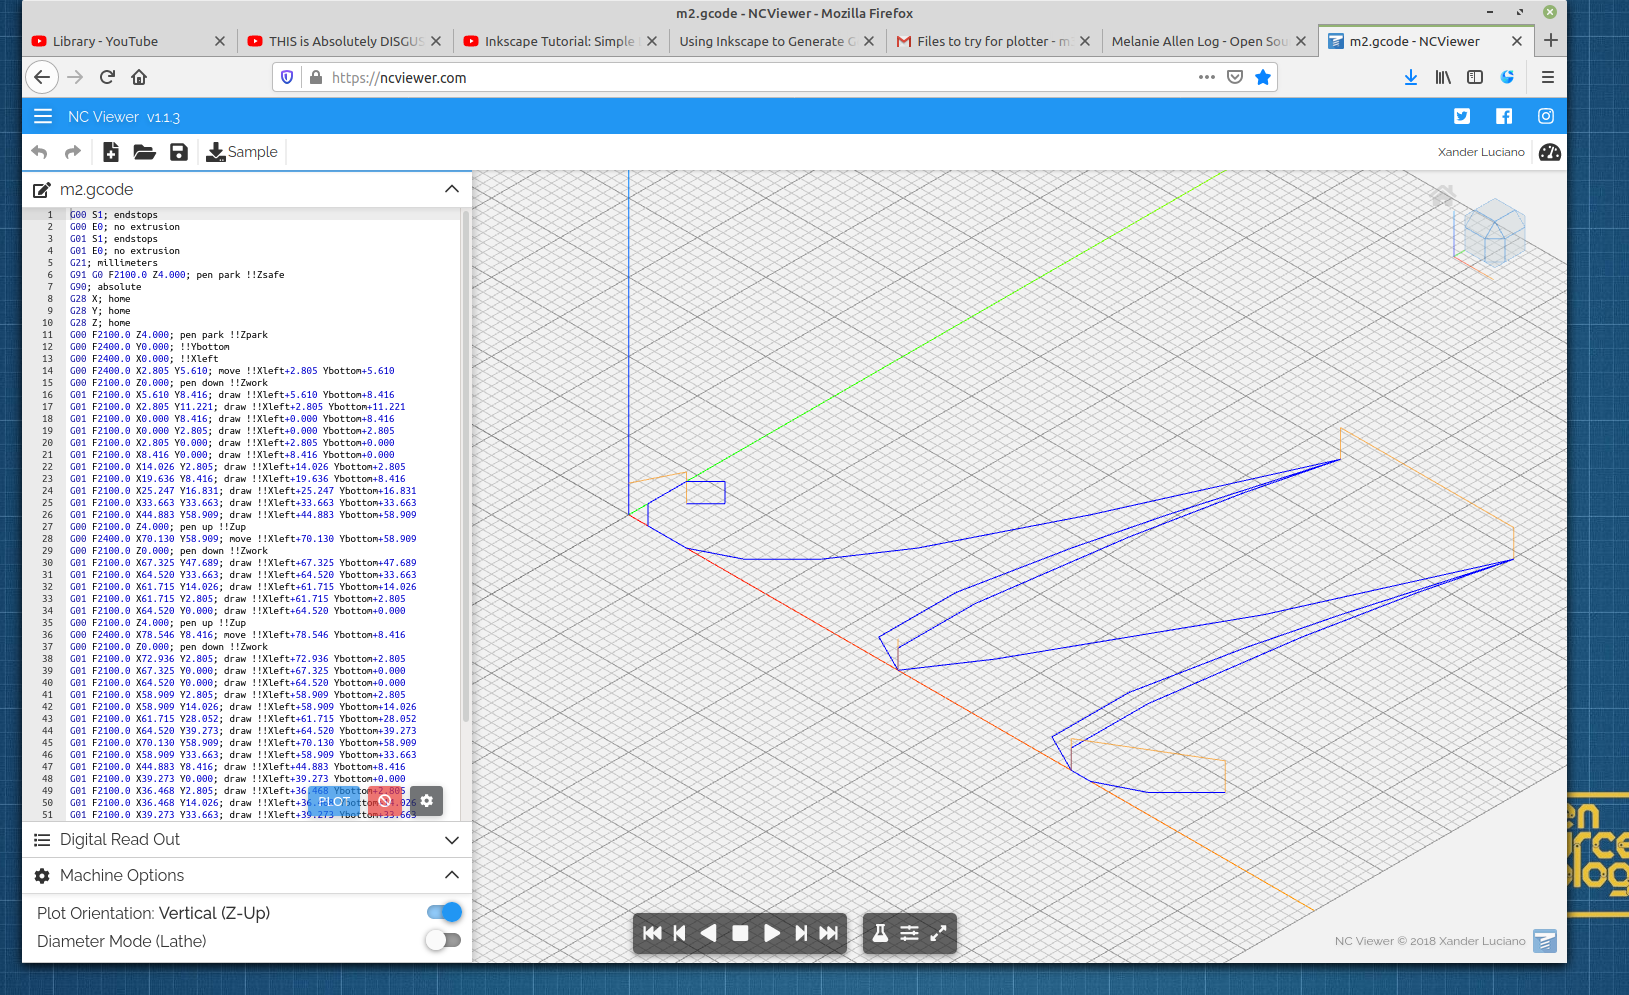 m2.gcode - NCViewer - Mozilla Firefox
Library - YouTube
THIS is Absolutely DISGUS
Inkscape Tutorial: Simple
Using Inkscape to Generate G
Files to try for plotter - m
Melanie Allen Log - Open Sou
m2.gcode - NCViewer
https://ncviewer.com
NC Viewer v1.1.3
Sample
Xander Luciano
m2.gcode
1 G00 S1; endstops
2 G00 E0; no extrusion
3 G01 S1; endstops
4 G01 E0; no extrusion
5 G21; millimeters
6 G91 G0 F2100.0 Z4.000; pen park !!Zsafe
7 G90; absolute
8 G28 X; home
9 G28 Y; home
10 G28 Z; home
11 G00 F2100.0 Z4.000; pen park !!Zpark
12 G00 F2400.0 Y0.000; !!Ybottom
13 G00 F2400.0 X0.000; !!Xleft
14 G00 F2400.0 X2.805 Y5.610; move !!Xleft+2.805 Ybottom+5.610
15 G00 F2100.0 Z0.000; pen down !!Zwork
16 G01 F2100.0 X5.610 Y8.416; draw !!Xleft+5.610 Ybottom+8.416
17 G01 F2100.0 X2.805 Y11.221; draw !!Xleft+2.805 Ybottom+11.221
18 G01 F2100.0 X0.000 Y8.416; draw !!Xleft+0.000 Ybottom+8.416
19 G01 F2100.0 X0.000 Y2.805; draw !!Xleft+0.000 Ybottom+2.805
20 G01 F2100.0 X2.805 Y0.000; draw !!Xleft+2.805 Ybottom+0.000
21 G01 F2100.0 X8.416 Y0.000; draw !!Xleft+8.416 Ybottom+0.000
22 G01 F2100.0 X14.026 Y2.805; draw !!Xleft+14.026 Ybottom+2.805
23 G01 F2100.0 X19.636 Y8.416; draw !!Xleft+19.636 Ybottom+8.416
24 G01 F2100.0 X25.247 Y16.831; draw !!Xleft+25.247 Ybottom+16.831
25 G01 F2100.0 X33.663 Y33.663; draw !!Xleft+33.663 Ybottom+33.663
26 G01 F2100.0 X44.883 Y58.909; draw !!Xleft+44.883 Ybottom+58.909
27 G00 F2100.0 Z4.000; pen up !!Zup
28 G00 F2400.0 X70.130 Y58.909; move !!Xleft+70.130 Ybottom+58.909
29 G00 F2100.0 Z0.000; pen down !!Zwork
30 G01 F2100.0 X67.325 Y47.689; draw !!Xleft+67.325 Ybottom+47.689
31 G01 F2100.0 X64.520 Y33.663; draw !!Xleft+64.520 Ybottom+33.663
32 G01 F2100.0 X61.715 Y14.026; draw !!Xleft+61.715 Ybottom+14.026
33 G01 F2100.0 X61.715 Y2.805; draw !!Xleft+61.715 Ybottom+2.805
34 G01 F2100.0 X64.520 Y0.000; draw !!Xleft+64.520 Ybottom+0.000
35 G00 F2100.0 Z4.000; pen up !!Zup
36 G00 F2400.0 X78.546 Y8.416; move !!Xleft+78.546 Ybottom+8.416
37 G00 F2100.0 Z0.000; pen down !!Zwork
38 G01 F2100.0 X72.936 Y2.805; draw !!Xleft+72.936 Ybottom+2.805
39 G01 F2100.0 X67.325 Y0.000; draw !!Xleft+67.325 Ybottom+0.000
40 G01 F2100.0 X64.520 Y0.000; draw !!Xleft+64.520 Ybottom+0.000
41 G01 F2100.0 X58.909 Y2.805; draw !!Xleft+58.909 Ybottom+2.805
42 G01 F2100.0 X58.909 Y14.026; draw !!Xleft+58.909 Ybottom+14.026
43 G01 F2100.0 X61.715 Y28.052; draw !!Xleft+61.715 Ybottom+28.052
44 G01 F2100.0 X64.520 Y39.273; draw !!Xleft+64.520 Ybottom+39.273
45 G01 F2100.0 X70.130 Y58.909; draw !!Xleft+70.130 Ybottom+58.909
46 G01 F2100.0 X58.909 Y33.663; draw !!Xleft+58.909 Ybottom+33.663
47 G01 F2100.0 X44.883 Y8.416; draw !!Xleft+44.883 Ybottom+8.416
48 G01 F2100.0 X39.273 Y0.000; draw !!Xleft+39.273 Ybottom+0.000
49 G01 F2100.0 X36.468 Y2.805; draw !!Xleft+36.468 Ybottom+2.805
50 G01 F2100.0 X36.468 Y14.026; draw !!Xleft+36.468 Ybottom+14.026
51 G01 F2100.0 X39.273 Y33.663; draw !!Xleft+39.273 Ybottom+33.663
PLOT
Digital Read Out
Machine Options
Plot Orientation: Vertical (Z-Up)
Diameter Mode (Lathe)
NC Viewer © 2018 Xander Luciano
en
rce
log